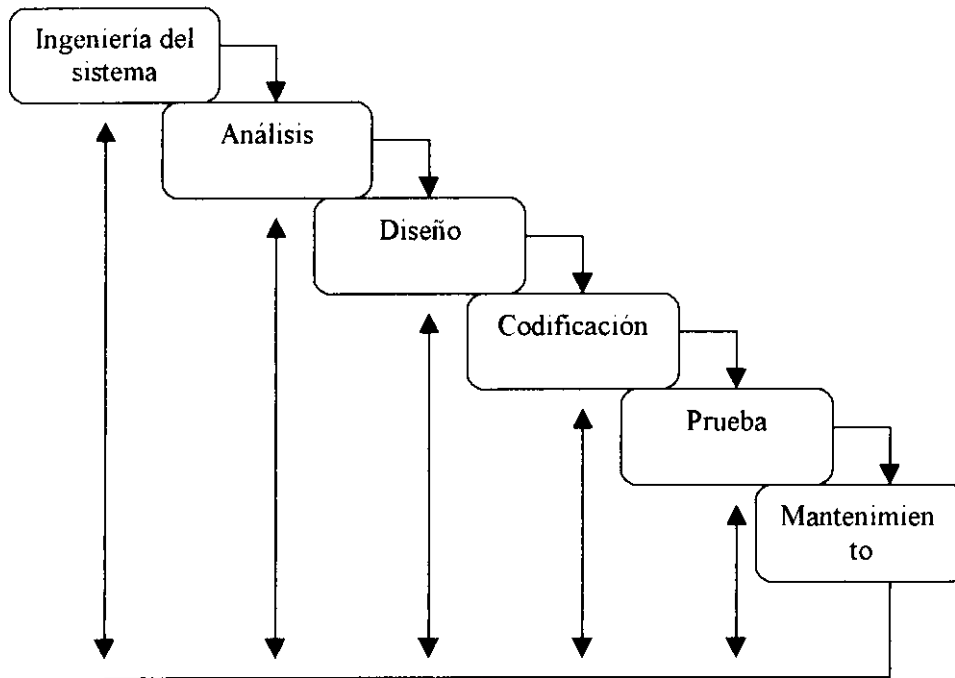 Ingeniería del
sistema
Análisis
Diseño
Codificación
Prueba
Mantenimien
to